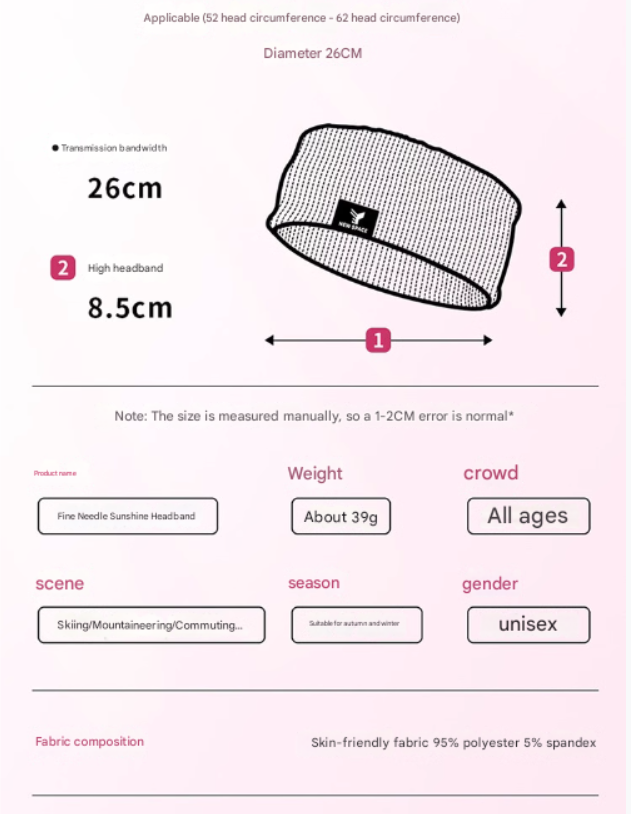 Applicable (52 head circumference - 62 head circumference)
Diameter 26CM
● Transmission bandwidth
26cm
2 High headband
8.5cm
NEW SPACE
2
1
Note: The size is measured manually, so a 1-2CM error is normal*
Product name
Weight
crowd
Fine Needle Sunshine Headband
About 39g
All ages
scene
season
gender
Skiing/Mountaineering/Commuting...
Suitable for autumn and winter
unisex
Fabric composition
Skin-friendly fabric 95% polyester 5% spandex